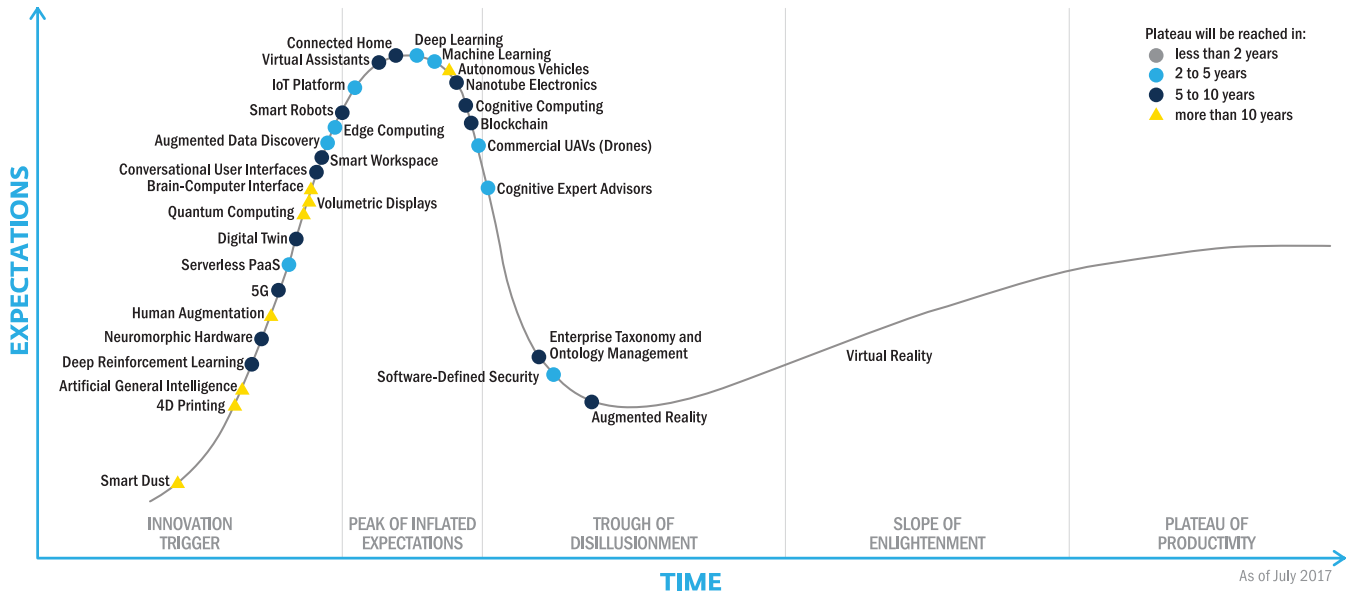 EXPECTATIONS
Plateau will be reached in:
less than 2 years
2 to 5 years
5 to 10 years
more than 10 years
Connected Home
Deep Learning
Virtual Assistants
Machine Learning
Autonomous Vehicles
IoT Platform
Nanotube Electronics
Smart Robots
Cognitive Computing
Edge Computing
Blockchain
Augmented Data Discovery
Commercial UAVs (Drones)
Smart Workspace
Conversational User Interfaces
Brain-Computer Interface
Cognitive Expert Advisors
Volumetric Displays
Quantum Computing
Digital Twin
Serverless PaaS
5G
Human Augmentation
Neuromorphic Hardware
Enterprise Taxonomy and
Ontology Management
Virtual Reality
Deep Reinforcement Learning
Software-Defined Security
Artificial General Intelligence
4D Printing
Augmented Reality
Smart Dust
INNOVATION
TRIGGER
PEAK OF INFLATED
EXPECTATIONS
TROUGH OF
DISILLUSIONMENT
SLOPE OF
ENLIGHTENMENT
PLATEAU OF
PRODUCTIVITY
TIME
As of July 2017